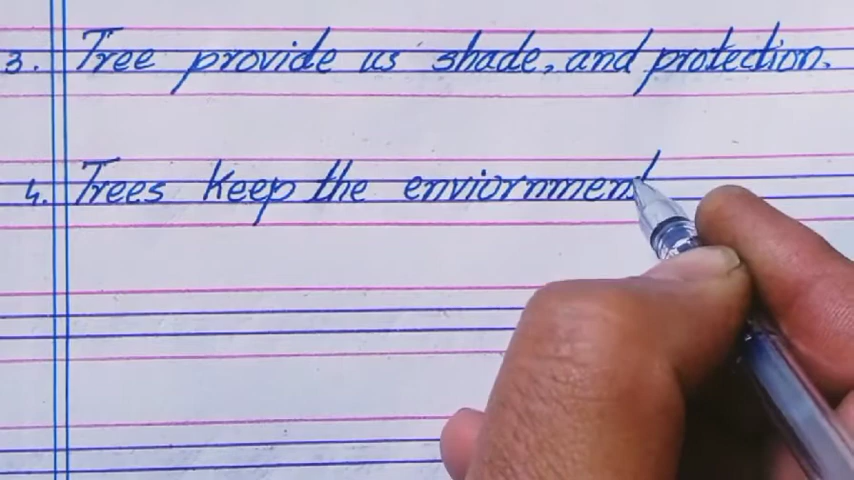 3. Tree provide us shade, and protection.
4. Trees keep the enviornment